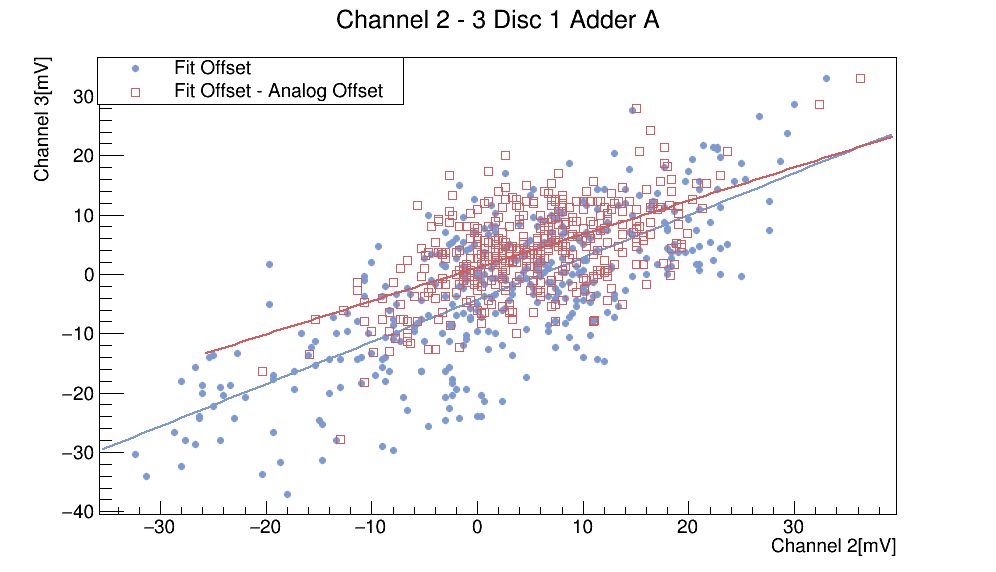 Channel 2 - 3 Disc 1 Adder A
Channel 3[mV]
Fit Offset
Fit Offset - Analog Offset
30
20
10
0
−10
−20
−30
−40
−30 −20 −10 0 10 20 30
Channel 2[mV]